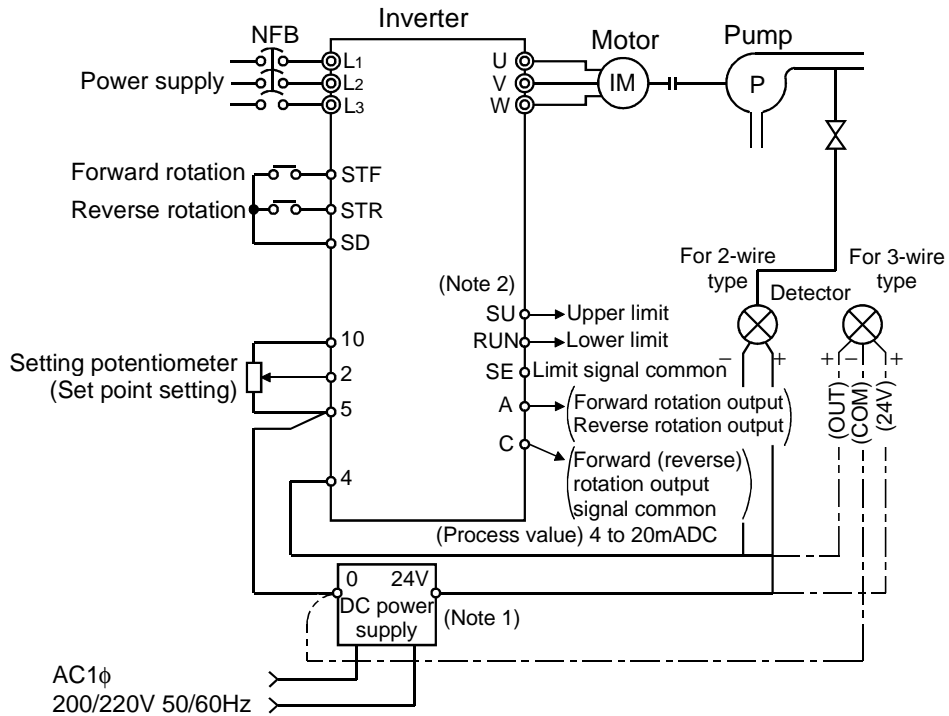 Inverter
NFB
Motor
Pump
Power supply
L1
L2
L3
U
V
W
IM
P
Forward rotation
STF
Reverse rotation
STR
SD
(Note 2)
For 2-wire
type
For 3-wire
type
Detector
SU
Upper limit
RUN
Lower limit
SE
Limit signal common
10
Setting potentiometer
(Set point setting)
2
5
4
A
(Forward rotation output
Reverse rotation output)
C
(Forward (reverse)
rotation output
signal common)
− +
+ − +
(OUT)
(COM)
(24V)
(Process value) 4 to 20mADC
0 24V
DC power
supply
(Note 1)
AC1ϕ
200/220V 50/60Hz